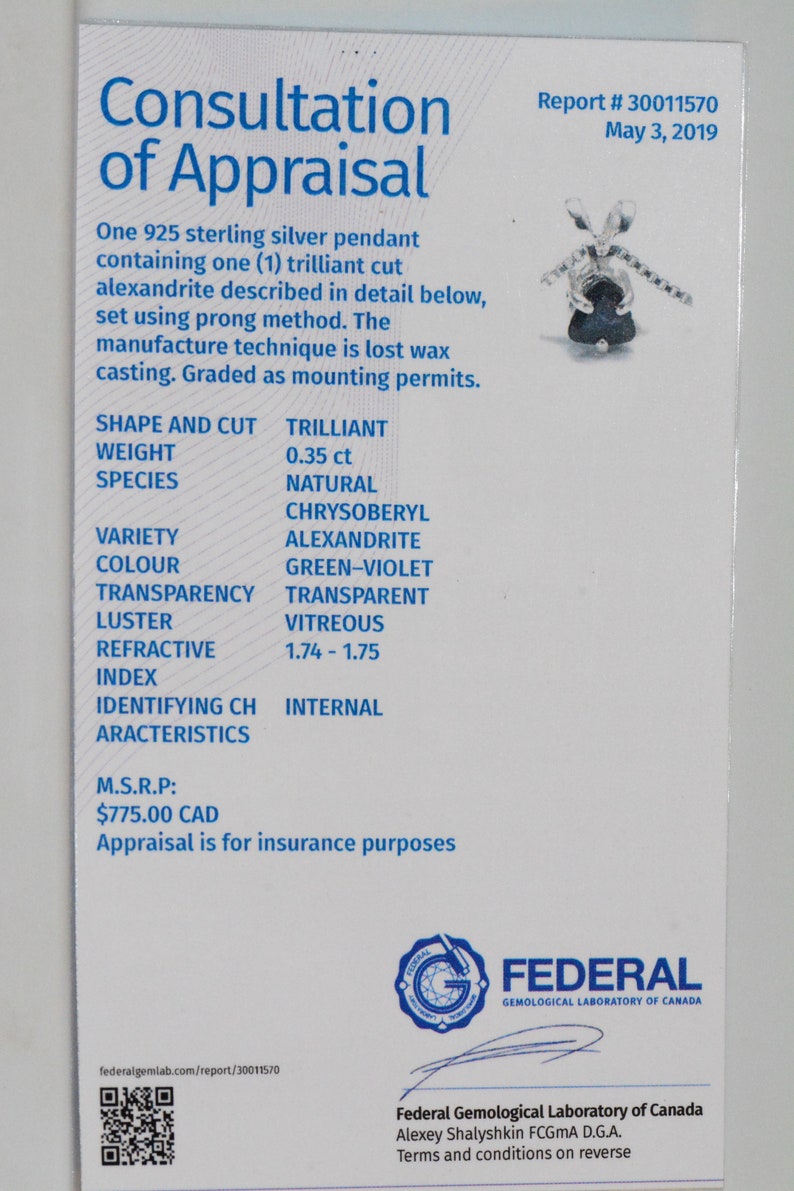 Consultation
of Appraisal
Report # 30011570
May 3, 2019
One 925 sterling silver pendant
containing one (1) trilliant cut
alexandrite described in detail below,
set using prong method. The
manufacture technique is lost wax
casting. Graded as mounting permits.
SHAPE AND CUT TRILLIANT
WEIGHT 0.35 ct
SPECIES NATURAL
CHRYSOBERYL
VARIETY ALEXANDRITE
COLOUR GREEN–VIOLET
TRANSPARENCY TRANSPARENT
LUSTER VITREOUS
REFRACTIVE 1.74 - 1.75
INDEX
IDENTIFYING CH INTERNAL
ARACTERISTICS
M.S.R.P:
$775.00 CAD
Appraisal is for insurance purposes
FEDERAL
GEMOLOGICAL
LABORATORY
FEDERAL
GEMOLOGICAL LABORATORY OF CANADA
federalgemlab.com/report/30011570
Federal Gemological Laboratory of Canada
Alexey Shalyshkin FCGmA D.G.A.
Terms and conditions on reverse